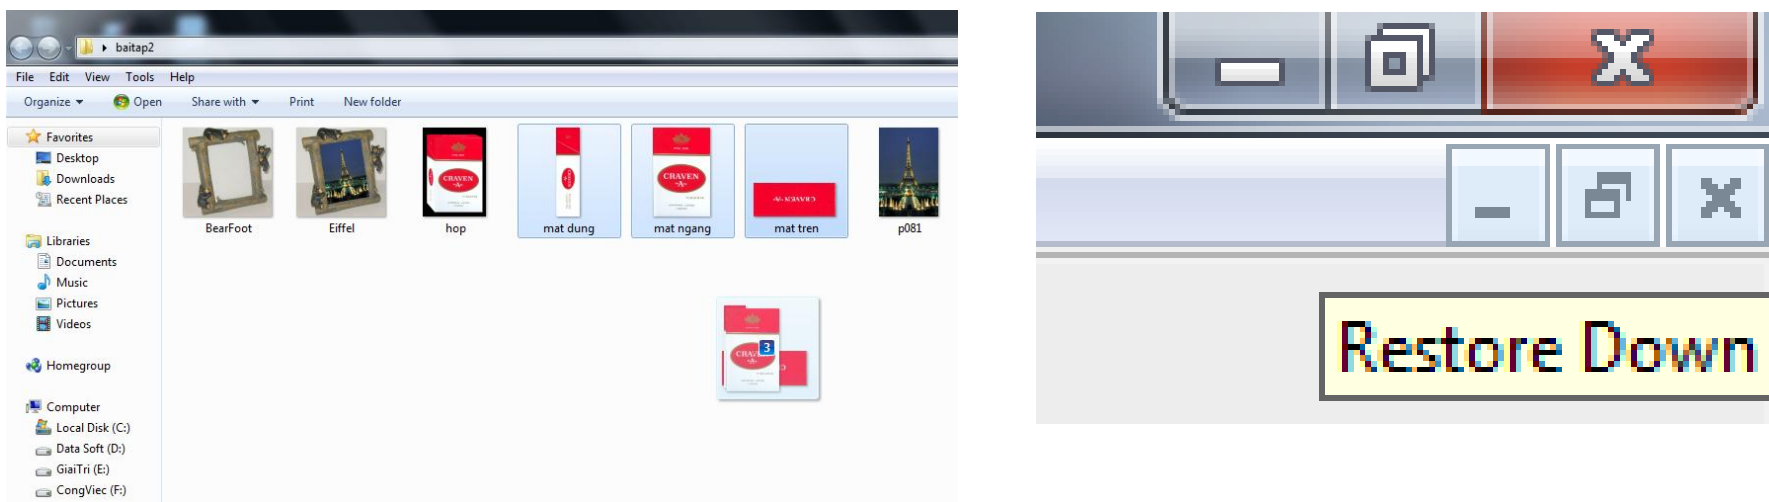 baitap2
File Edit View Tools Help
Organize Open Share with Print New folder
Favorites
Desktop
Downloads
Recent Places
Libraries
Documents
Music
Pictures
Videos
Homegroup
Computer
Local Disk (C:)
Data Soft (D:)
GiaiTri (E:)
CongViec (F:)
CRAVEN
CRAVEN
BearFoot Eiffel hop mat dung mat ngang mat tren p081
3
Restore Down